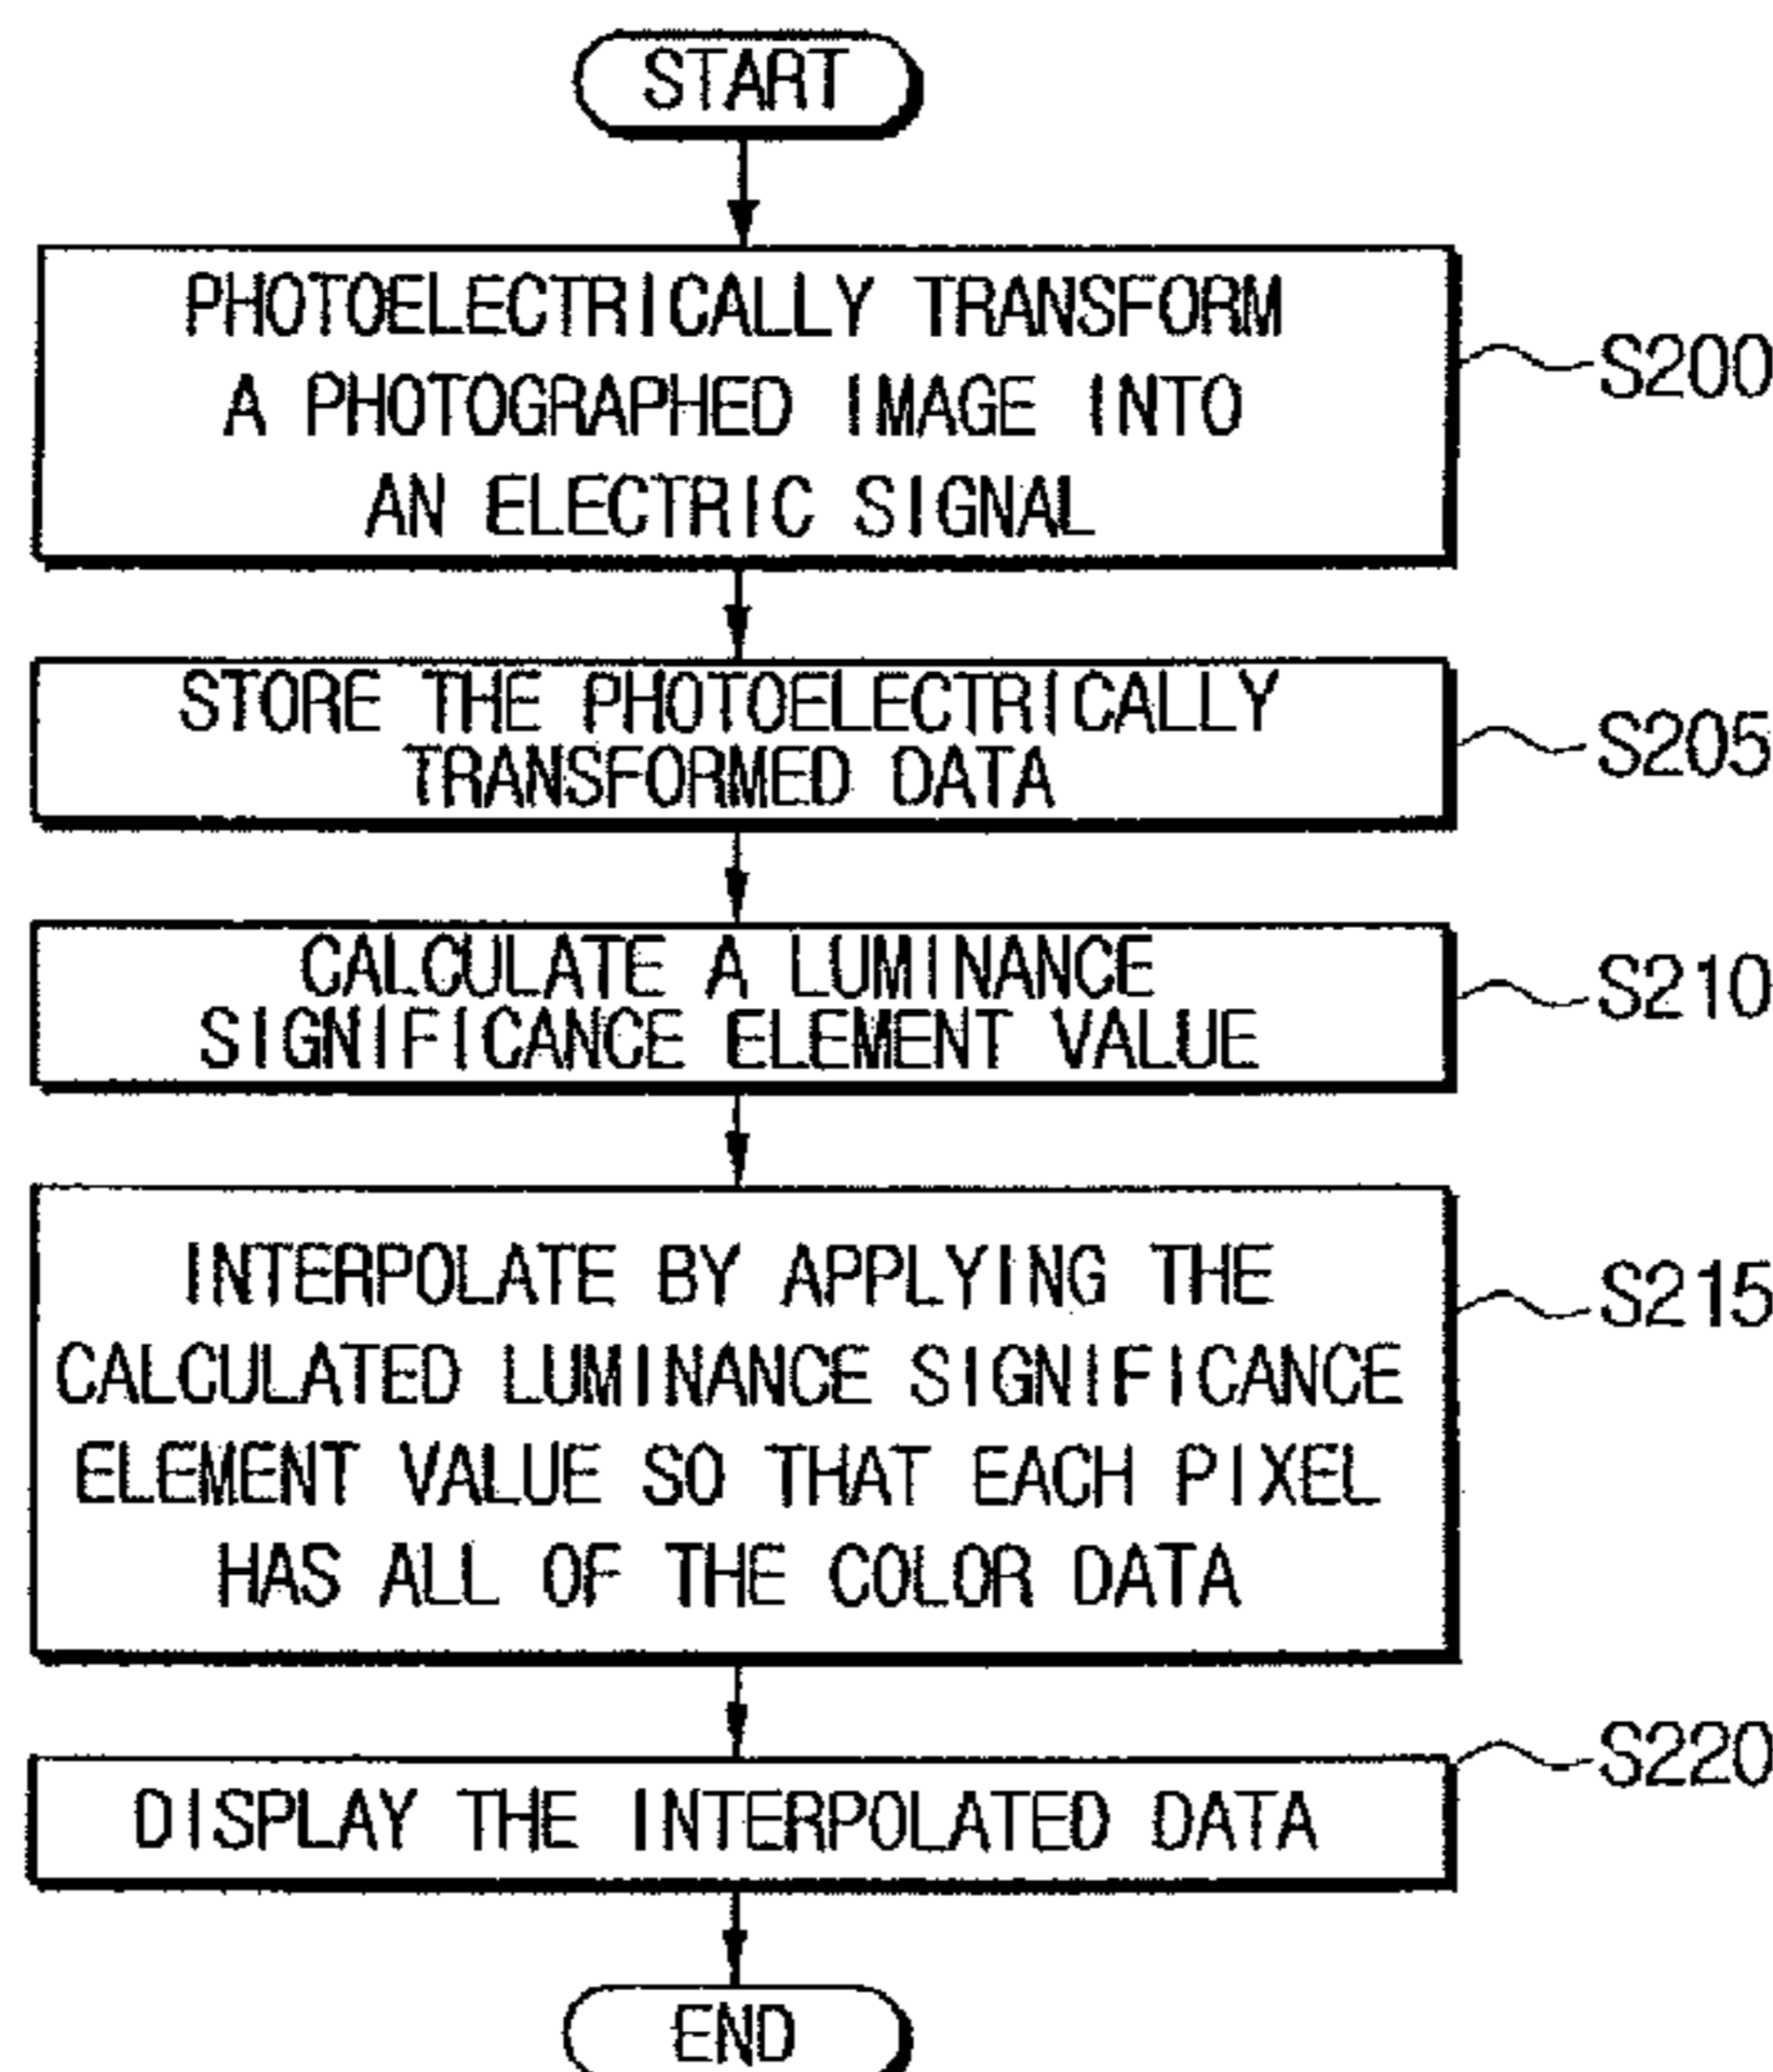 START
PHOTOELECTRICALLY TRANSFORM
A PHOTOGRAPHED IMAGE INTO
AN ELECTRIC SIGNAL
S200
STORE THE PHOTOELECTRICALLY
TRANSFORMED DATA
S205
CALCULATE A LUMINANCE
SIGNIFICANCE ELEMENT VALUE
S210
INTERPOLATE BY APPLYING THE
CALCULATED LUMINANCE SIGNIFICANCE
ELEMENT VALUE SO THAT EACH PIXEL
HAS ALL OF THE COLOR DATA
S215
DISPLAY THE INTERPOLATED DATA
S220
END